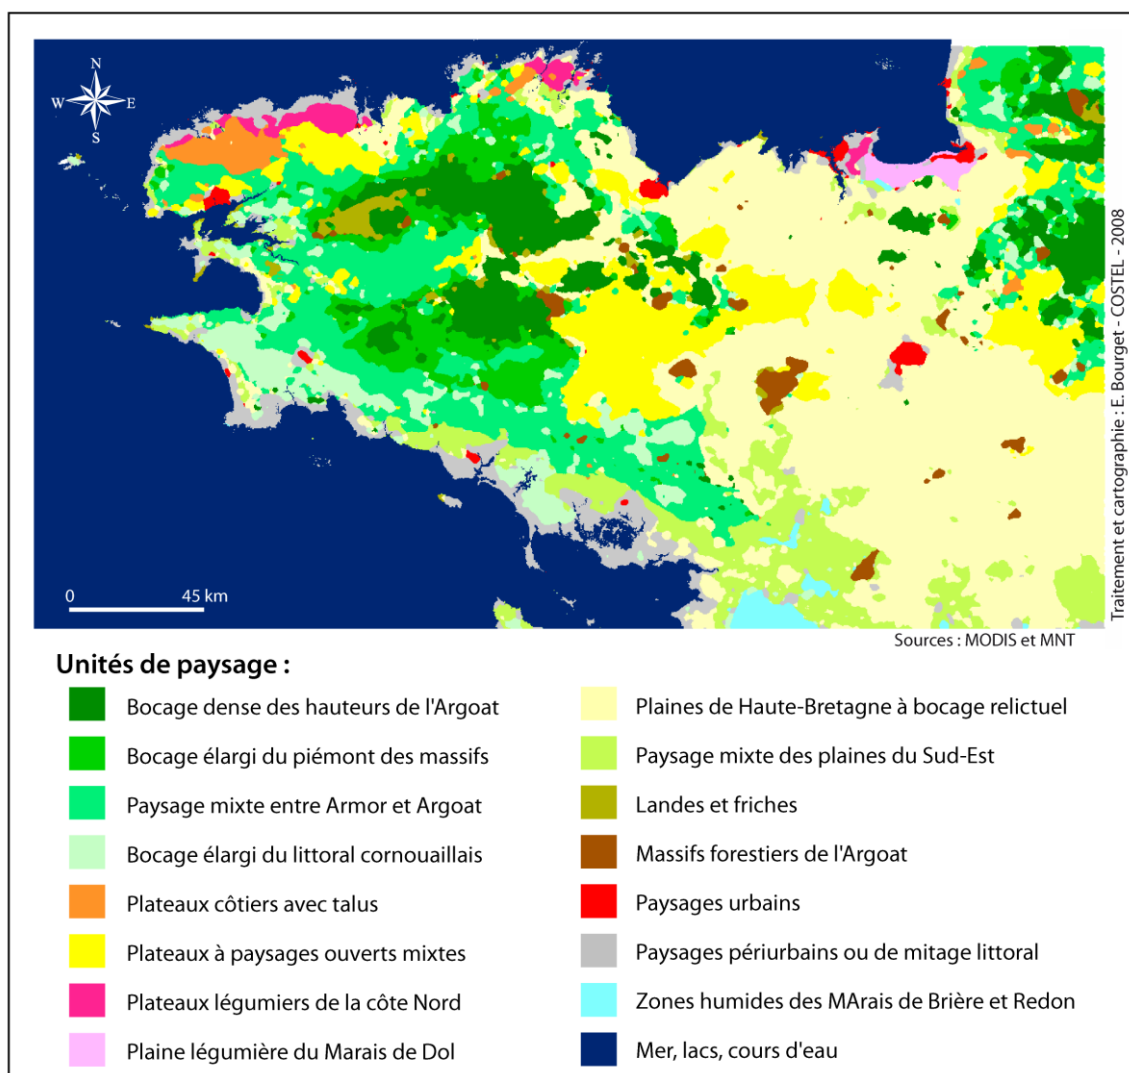 N
W E
S
0 45 km
Traitement et cartographie : E. Bourget - COSTEL - 2008
Sources : MODIS et MNT
Unités de paysage :
Bocage dense des hauteurs de l'Argoat
Bocage élargi du piémont des massifs
Paysage mixte entre Armor et Argoat
Bocage élargi du littoral cornouaillais
Plateaux côtiers avec talus
Plateaux à paysages ouverts mixtes
Plateaux légumiers de la côte Nord
Plaine légumière du Marais de Dol
Plaines de Haute-Bretagne à bocage relictuel
Paysage mixte des plaines du Sud-Est
Landes et friches
Massifs forestiers de l'Argoat
Paysages urbains
Paysages périurbains ou de mitage littoral
Zones humides des MArais de Brière et Redon
Mer, lacs, cours d'eau